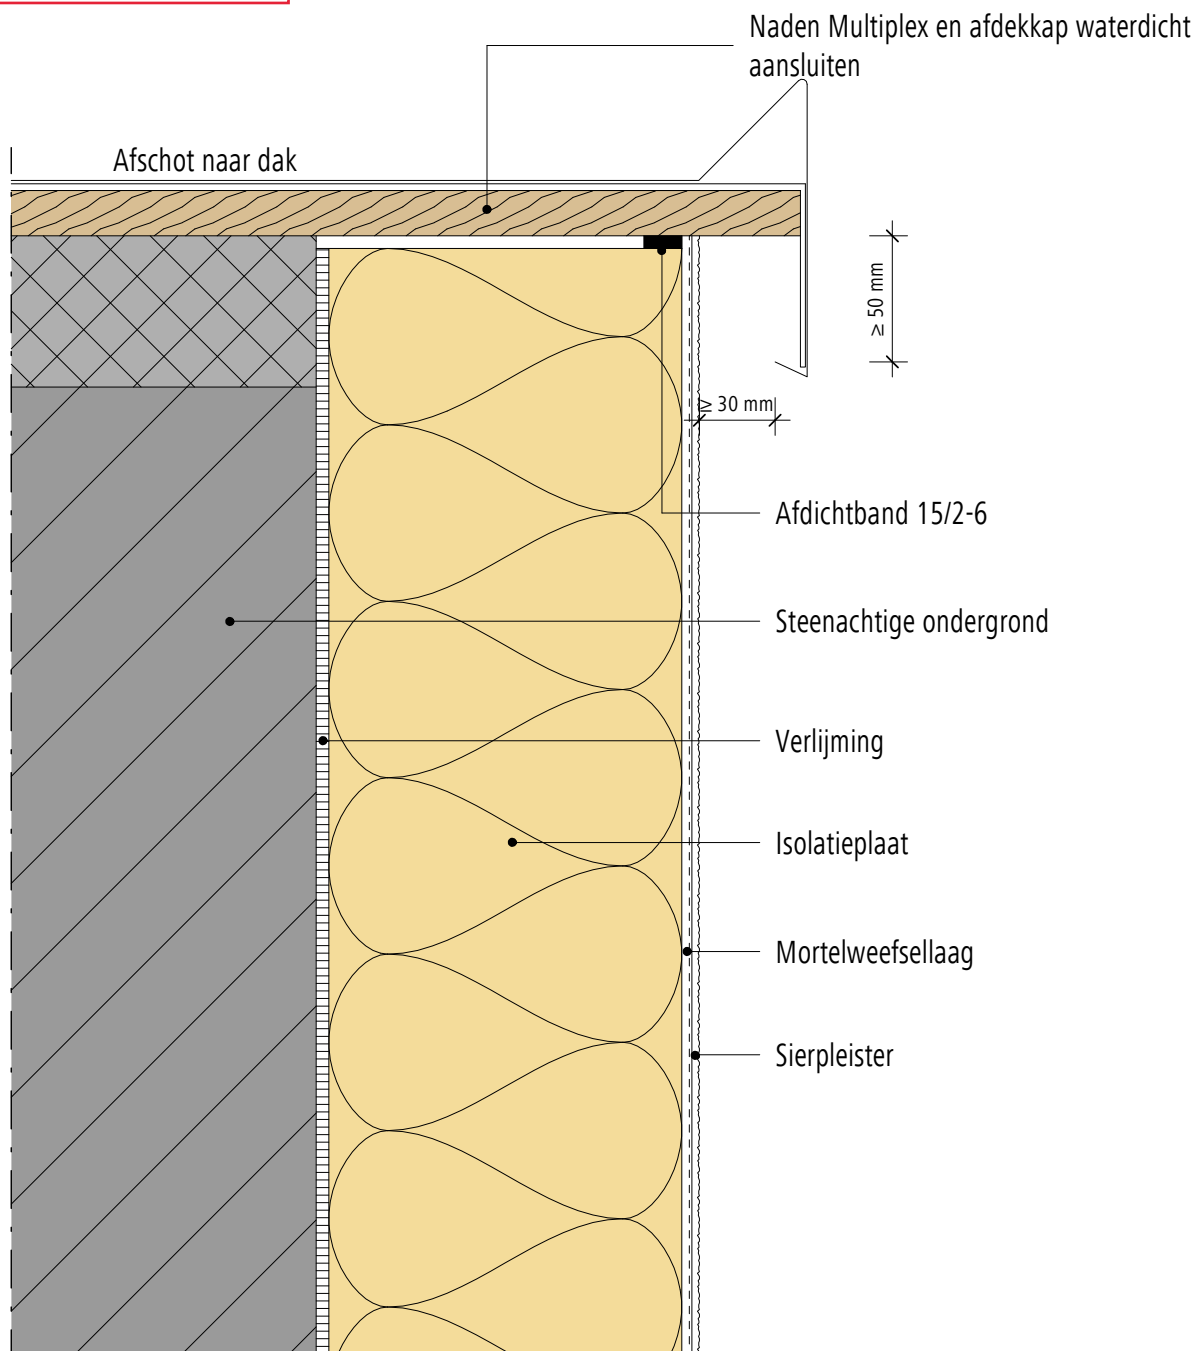 Naden Multiplex en afdekkap waterdicht
aansluiten
Afschot naar dak
≥ 50 mm
≥ 30 mm
Afdichtband 15/2-6
Steenachtige ondergrond
Verlijming
Isolatieplaat
Mortelweefsellaag
Sierpleister